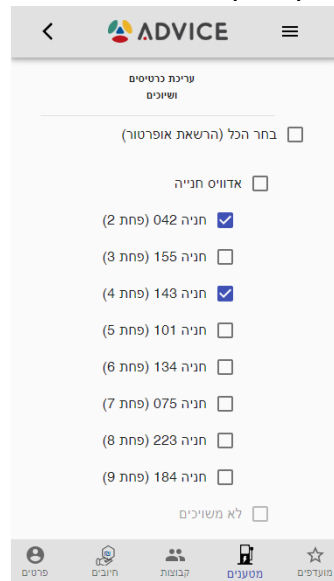 ADVICE
עריכת כרטיסים
ושיוכים
בחר הכל (הרשאת אופרטור)
אדוויס חנייה
חניה 042 (פחת 2)
חניה 155 (פחת 3)
חניה 143 (פחת 4)
חניה 101 (פחת 5)
חניה 134 (פחת 6)
חניה 075 (פחת 7)
חניה 223 (פחת 8)
חניה 184 (פחת 9)
לא משויכים
מועדפים
מטענים
קבוצות
חיובים
פרטים